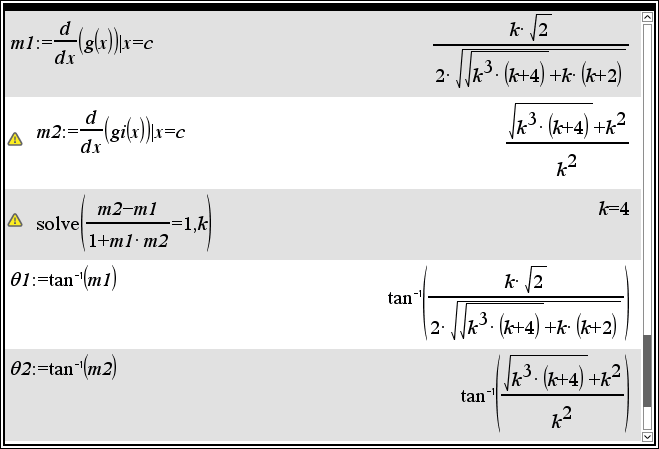 m1:=d/dx(g(x))|x=c    k·√2/(2·√(√(k³·(k+4))+k·(k+2)))
m2:=d/dx(gi(x))|x=c    (√(k³·(k+4))+k²)/k²
solve((m2−m1)/(1+m1·m2)=1,k)    k=4
θ1:=tan⁻¹(m1)    tan⁻¹(k·√2/(2·√(√(k³·(k+4))+k·(k+2))))
θ2:=tan⁻¹(m2)    tan⁻¹((√(k³·(k+4))+k²)/k²)